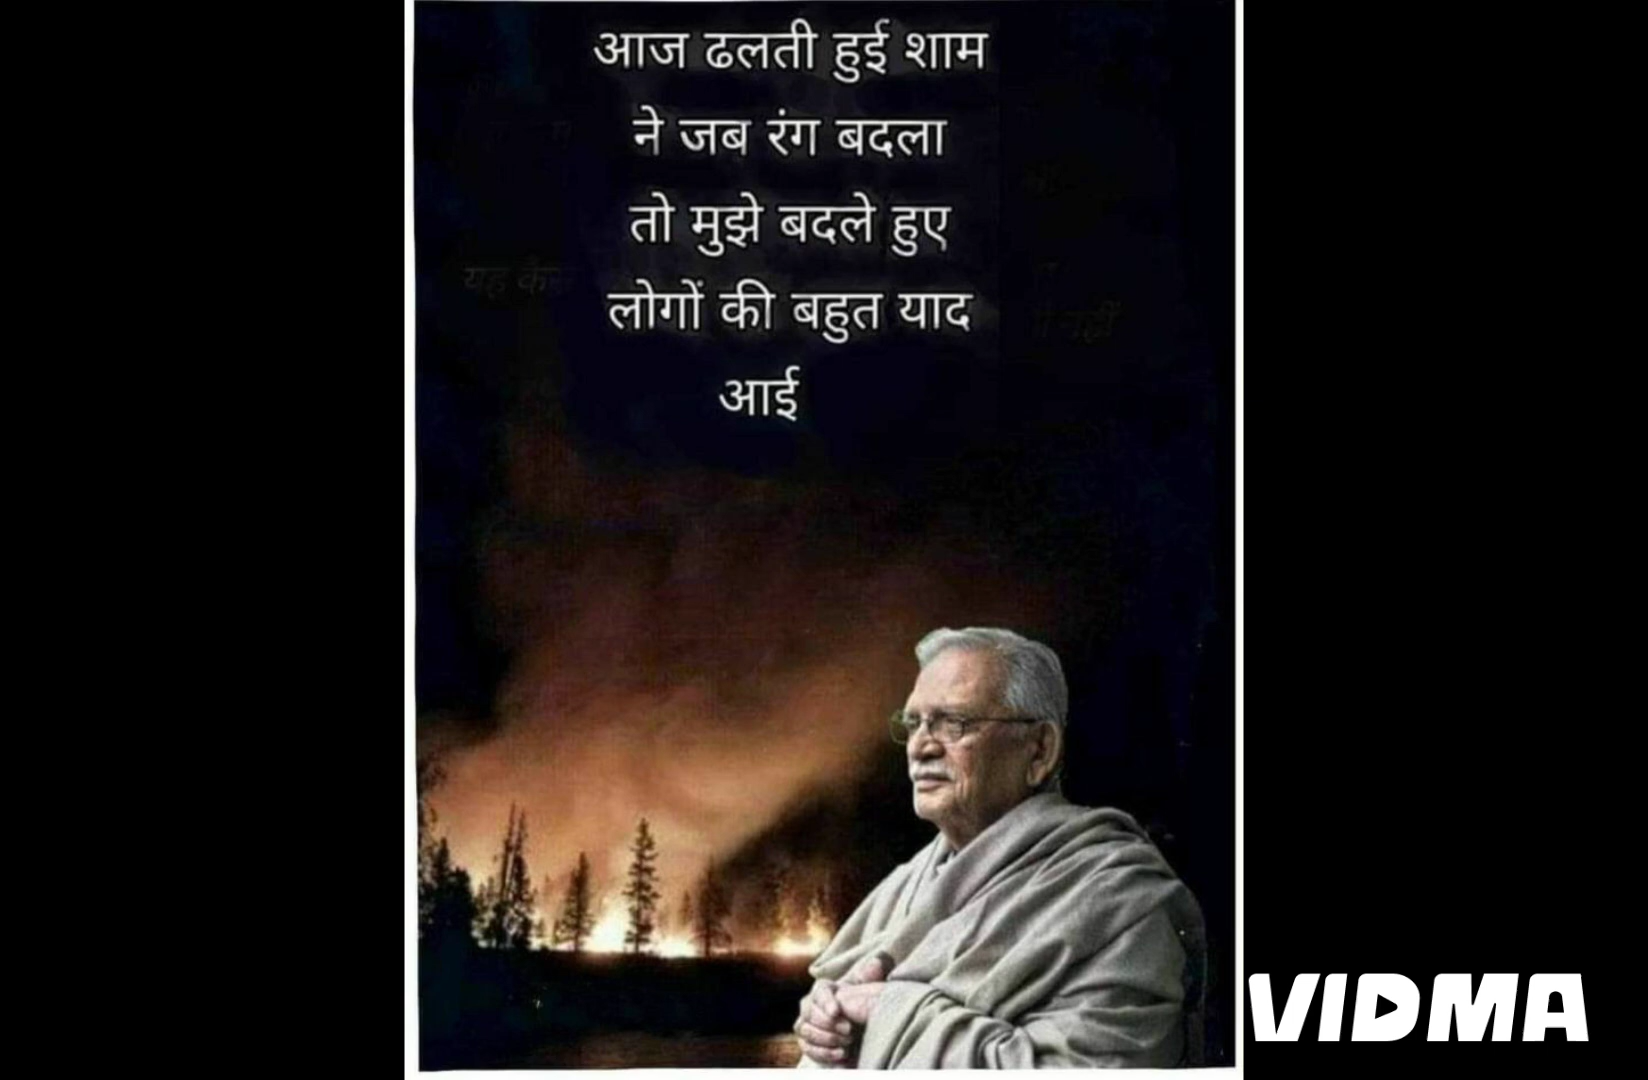 आज ढलती हुई शाम
ने जब रंग बदला
तो मुझे बदले हुए
लोगों की बहुत याद
आई
VIDMA